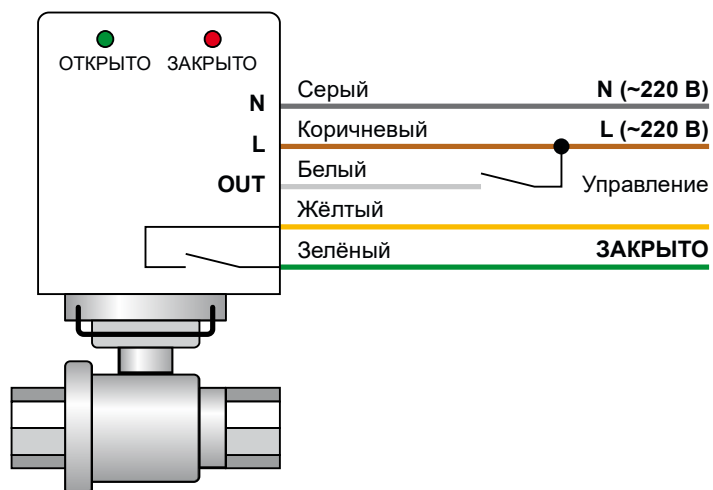 ОТКРЫТО ЗАКРЫТО
N Серый N (~220 В)
L Коричневый L (~220 В)
OUT Белый Управление
Жёлтый
Зелёный ЗАКРЫТО